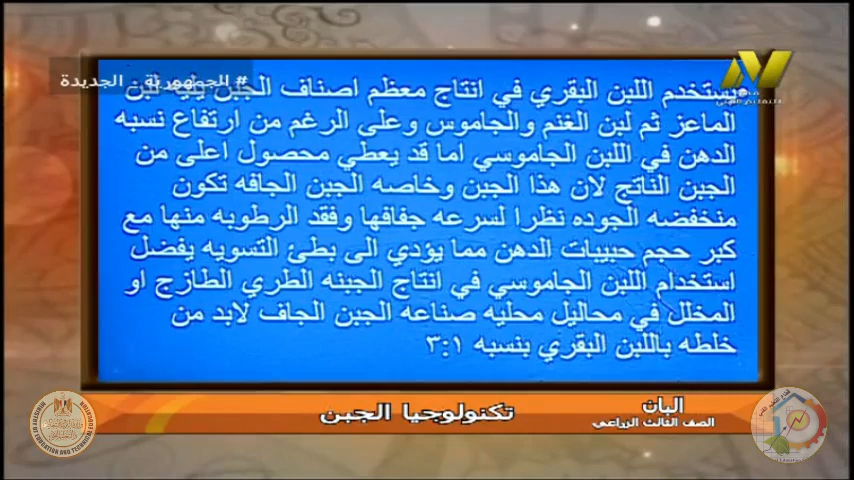 # الجمهورية_الجديدة
يستخدم اللبن البقري في انتاج معظم اصناف الجبن يليه لبن
الماعز ثم لبن الغنم والجاموس وعلى الرغم من ارتفاع نسبه
الدهن في اللبن الجاموسي اما قد يعطي محصول اعلى من
الجبن الناتج لان هذا الجبن وخاصه الجبن الجافه تكون
منخفضه الجوده نظرا لسرعه جفافها وفقد الرطوبه منها مع
كبر حجم حبيبات الدهن مما يؤدي الى بطئ التسويه يفضل
استخدام اللبن الجاموسي في انتاج الجبنه الطري الطازج او
المخلل في محاليل محليه صناعه الجبن الجاف لابد من
خلطه باللبن البقري بنسبه ٣:١
البان
الصف الثالث الزراعي
تكنولوجيا الجبن